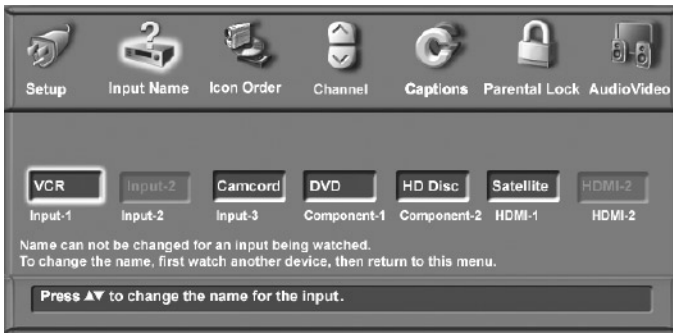 Setup Input Name Icon Order Channel Captions Parental Lock AudioVideo
VCR Input-2 Camcord DVD HD Disc Satellite HDMI-2
Input-1 Input-2 Input-3 Component-1 Component-2 HDMI-1 HDMI-2
Name can not be changed for an input being watched.
To change the name, first watch another device, then return to this menu.
Press ▲▼ to change the name for the input.